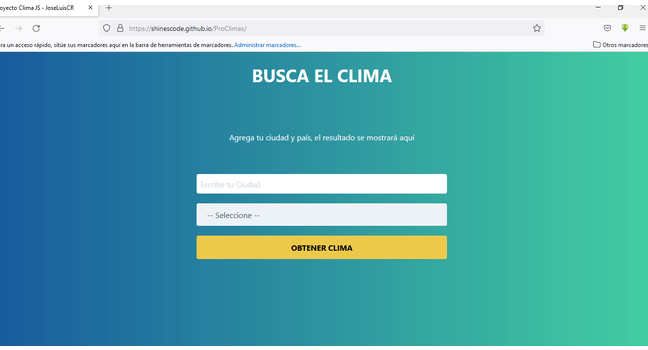 oyecto Clima JS - JoseLuisCR
https://shinescode.github.io/ProClimas/
ra un acceso rápido, sitúe sus marcadores aquí en la barra de herramientas de marcadores. Administrar marcadores...
Otros marcadores
BUSCA EL CLIMA
Agrega tu ciudad y país, el resultado se mostrará aquí
Escribe tu Ciudad
-- Seleccione --
OBTENER CLIMA